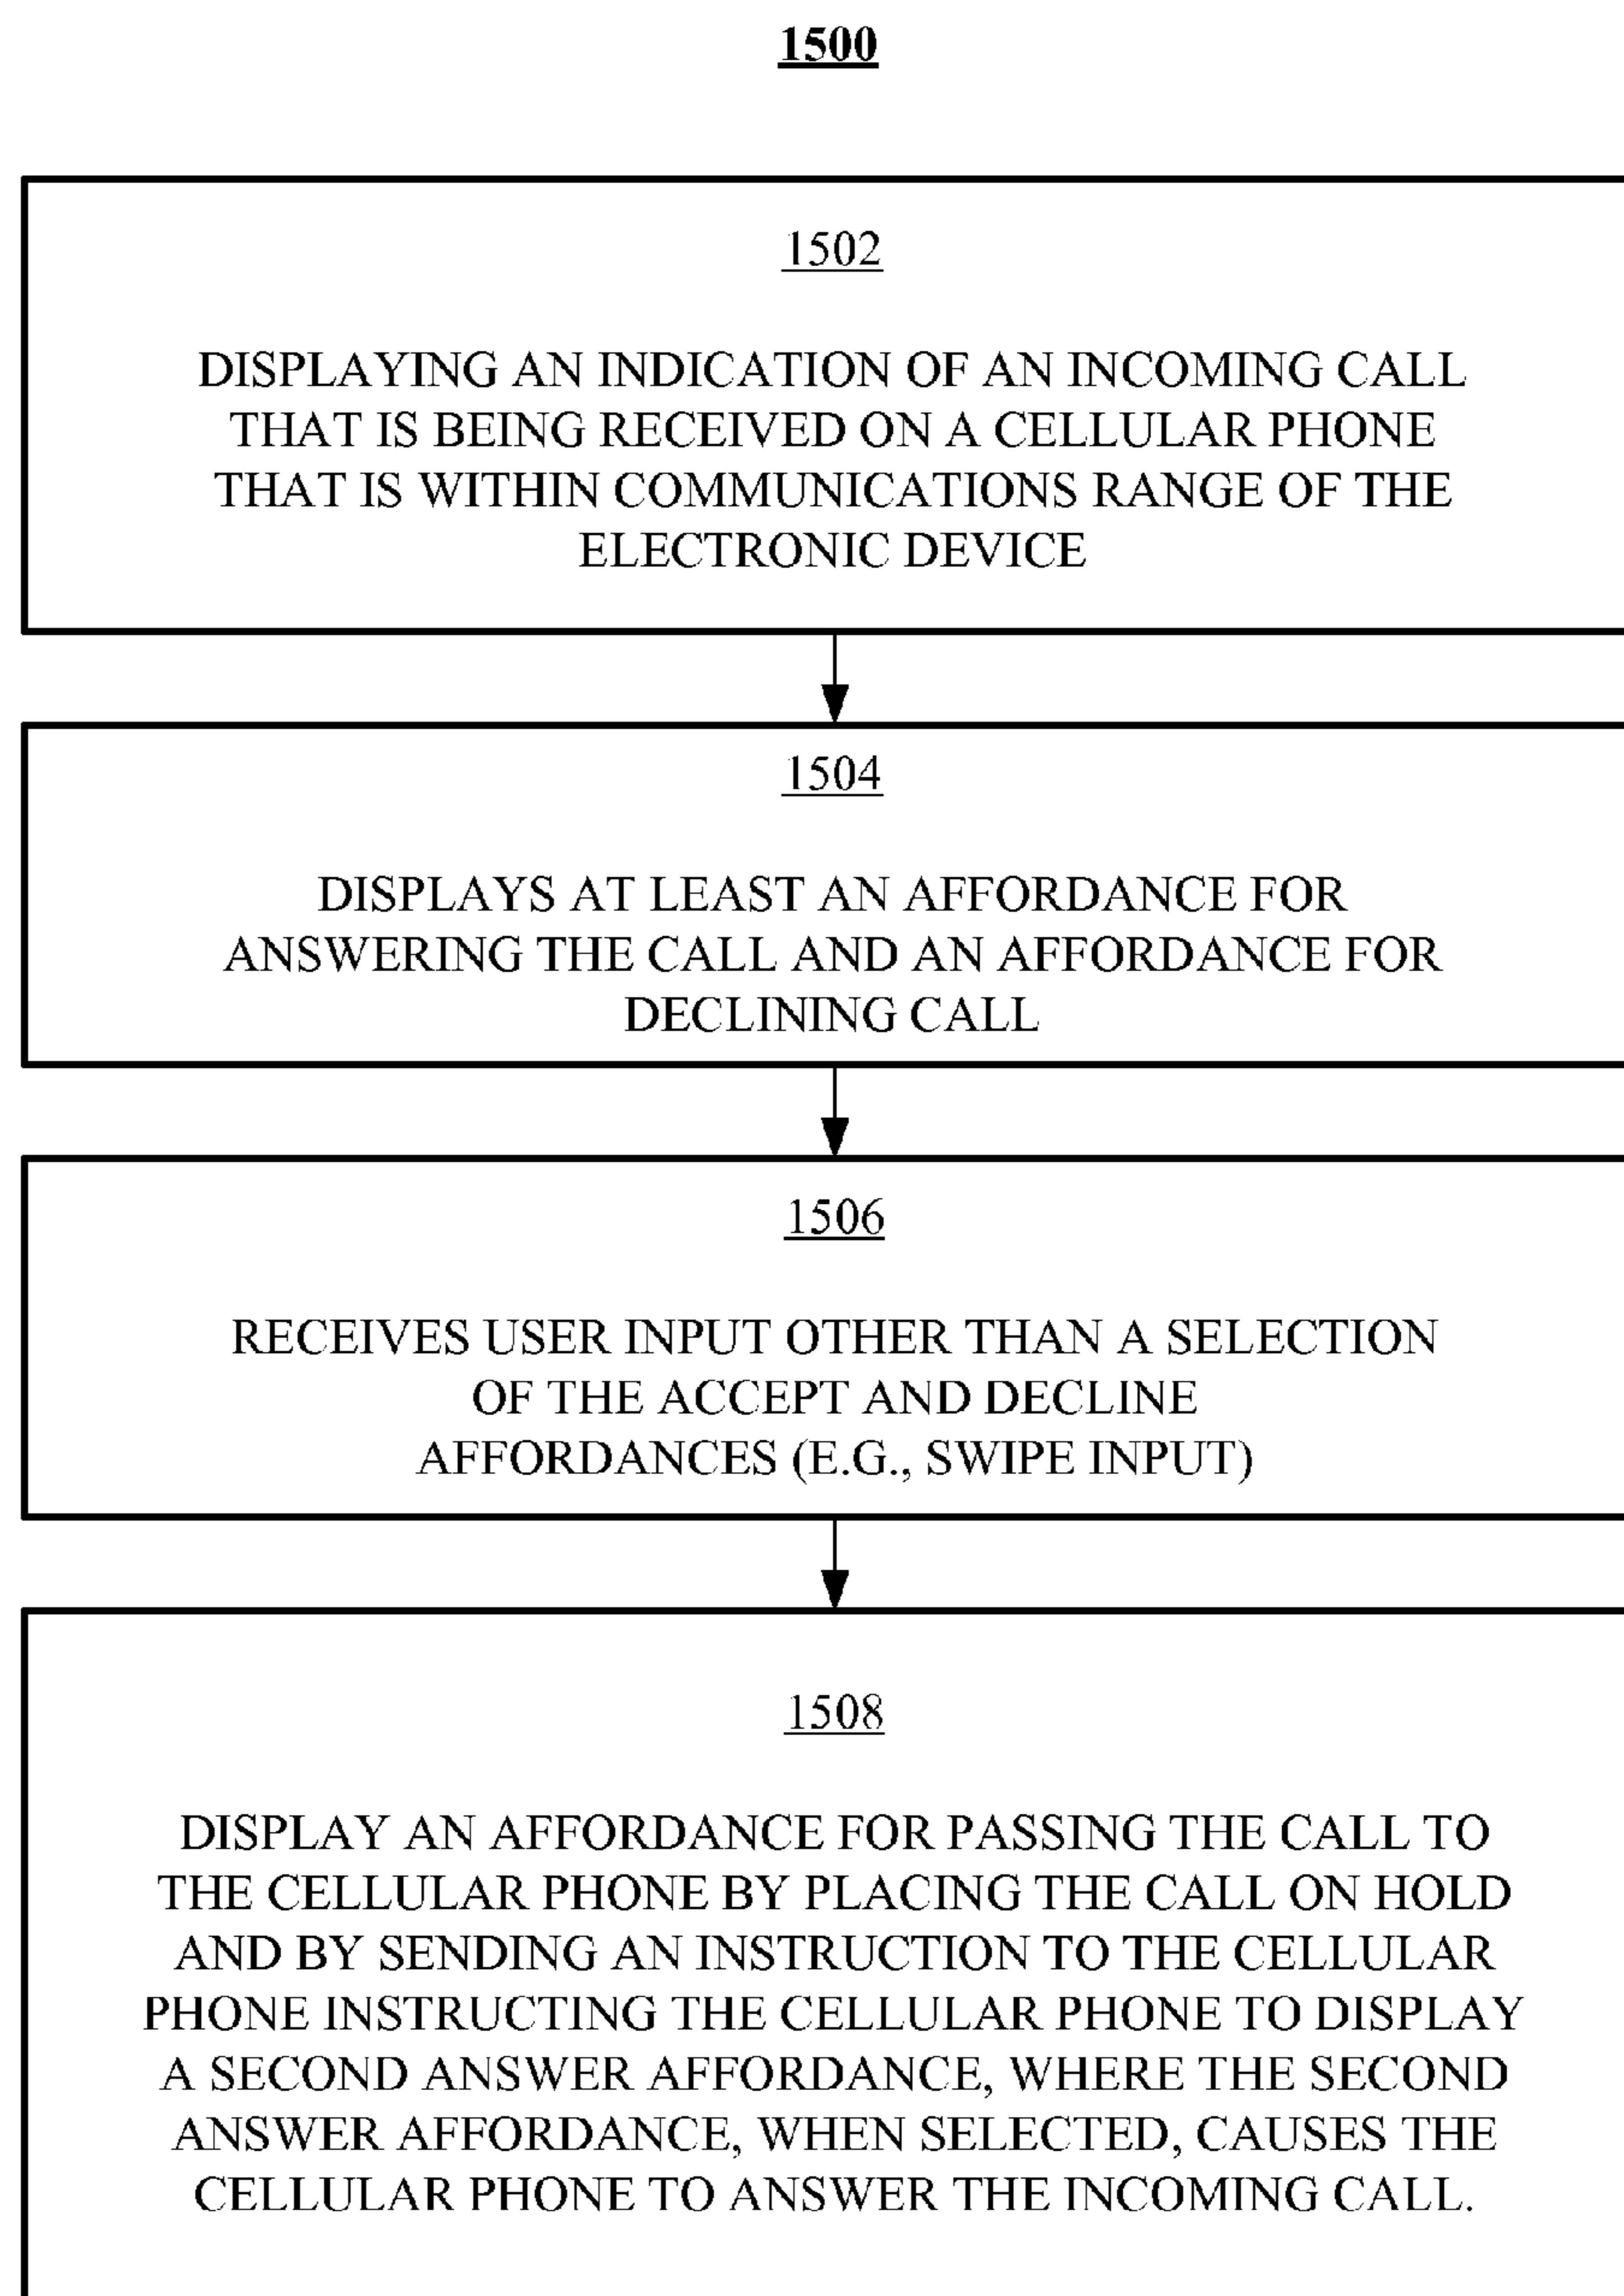 1500
1502
DISPLAYING AN INDICATION OF AN INCOMING CALL
THAT IS BEING RECEIVED ON A CELLULAR PHONE
THAT IS WITHIN COMMUNICATIONS RANGE OF THE
ELECTRONIC DEVICE
1504
DISPLAYS AT LEAST AN AFFORDANCE FOR
ANSWERING THE CALL AND AN AFFORDANCE FOR
DECLINING CALL
1506
RECEIVES USER INPUT OTHER THAN A SELECTION
OF THE ACCEPT AND DECLINE
AFFORDANCES (E.G., SWIPE INPUT)
1508
DISPLAY AN AFFORDANCE FOR PASSING THE CALL TO
THE CELLULAR PHONE BY PLACING THE CALL ON HOLD
AND BY SENDING AN INSTRUCTION TO THE CELLULAR
PHONE INSTRUCTING THE CELLULAR PHONE TO DISPLAY
A SECOND ANSWER AFFORDANCE, WHERE THE SECOND
ANSWER AFFORDANCE, WHEN SELECTED, CAUSES THE
CELLULAR PHONE TO ANSWER THE INCOMING CALL.